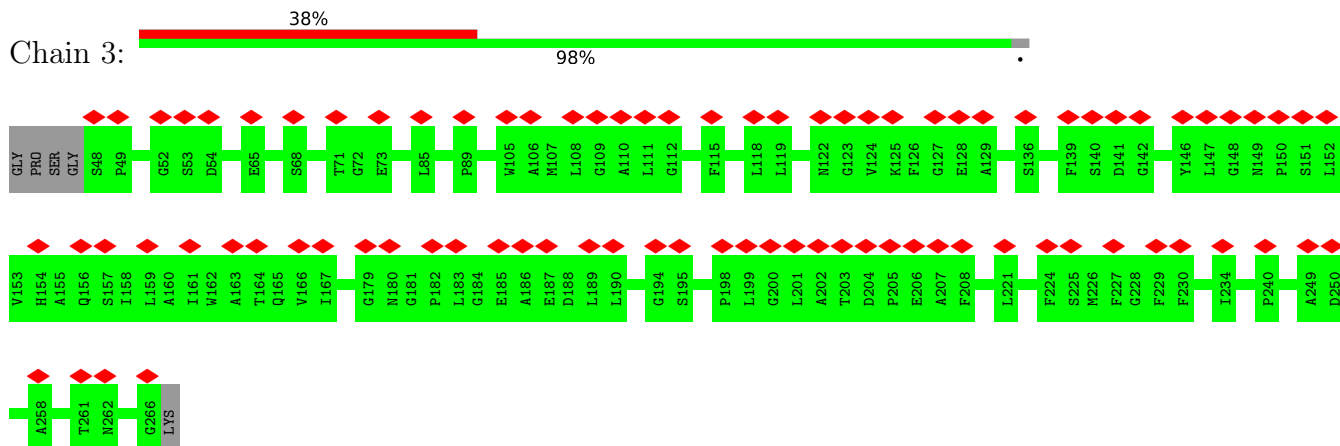 38%
Chain 3:
98%
GLY PRO SER GLY S48 P49 G52 S53 D54 E65 S68 T71 G72 E73 L85 P89 W105 A106 M107 L108 G109 A110 L111 G112 F115 L118 L119 N122 G123 V124 K125 F126 G127 E128 A129 S136 F139 S140 D141 G142 Y146 L147 G148 N149 P150 S151 L152
V153 H154 A155 Q156 S157 I158 L159 A160 I161 W162 A163 T164 Q165 V166 I167 G179 N180 G181 P182 L183 G184 E185 A186 E187 D188 L189 L190 G194 S195 P198 L199 G200 L201 A202 T203 D204 P205 E206 A207 F208 L221 F224 S225 M226 F227 G228 F229 F230 I234 P240 A249 D250
A258 T261 N262 G266 LYS